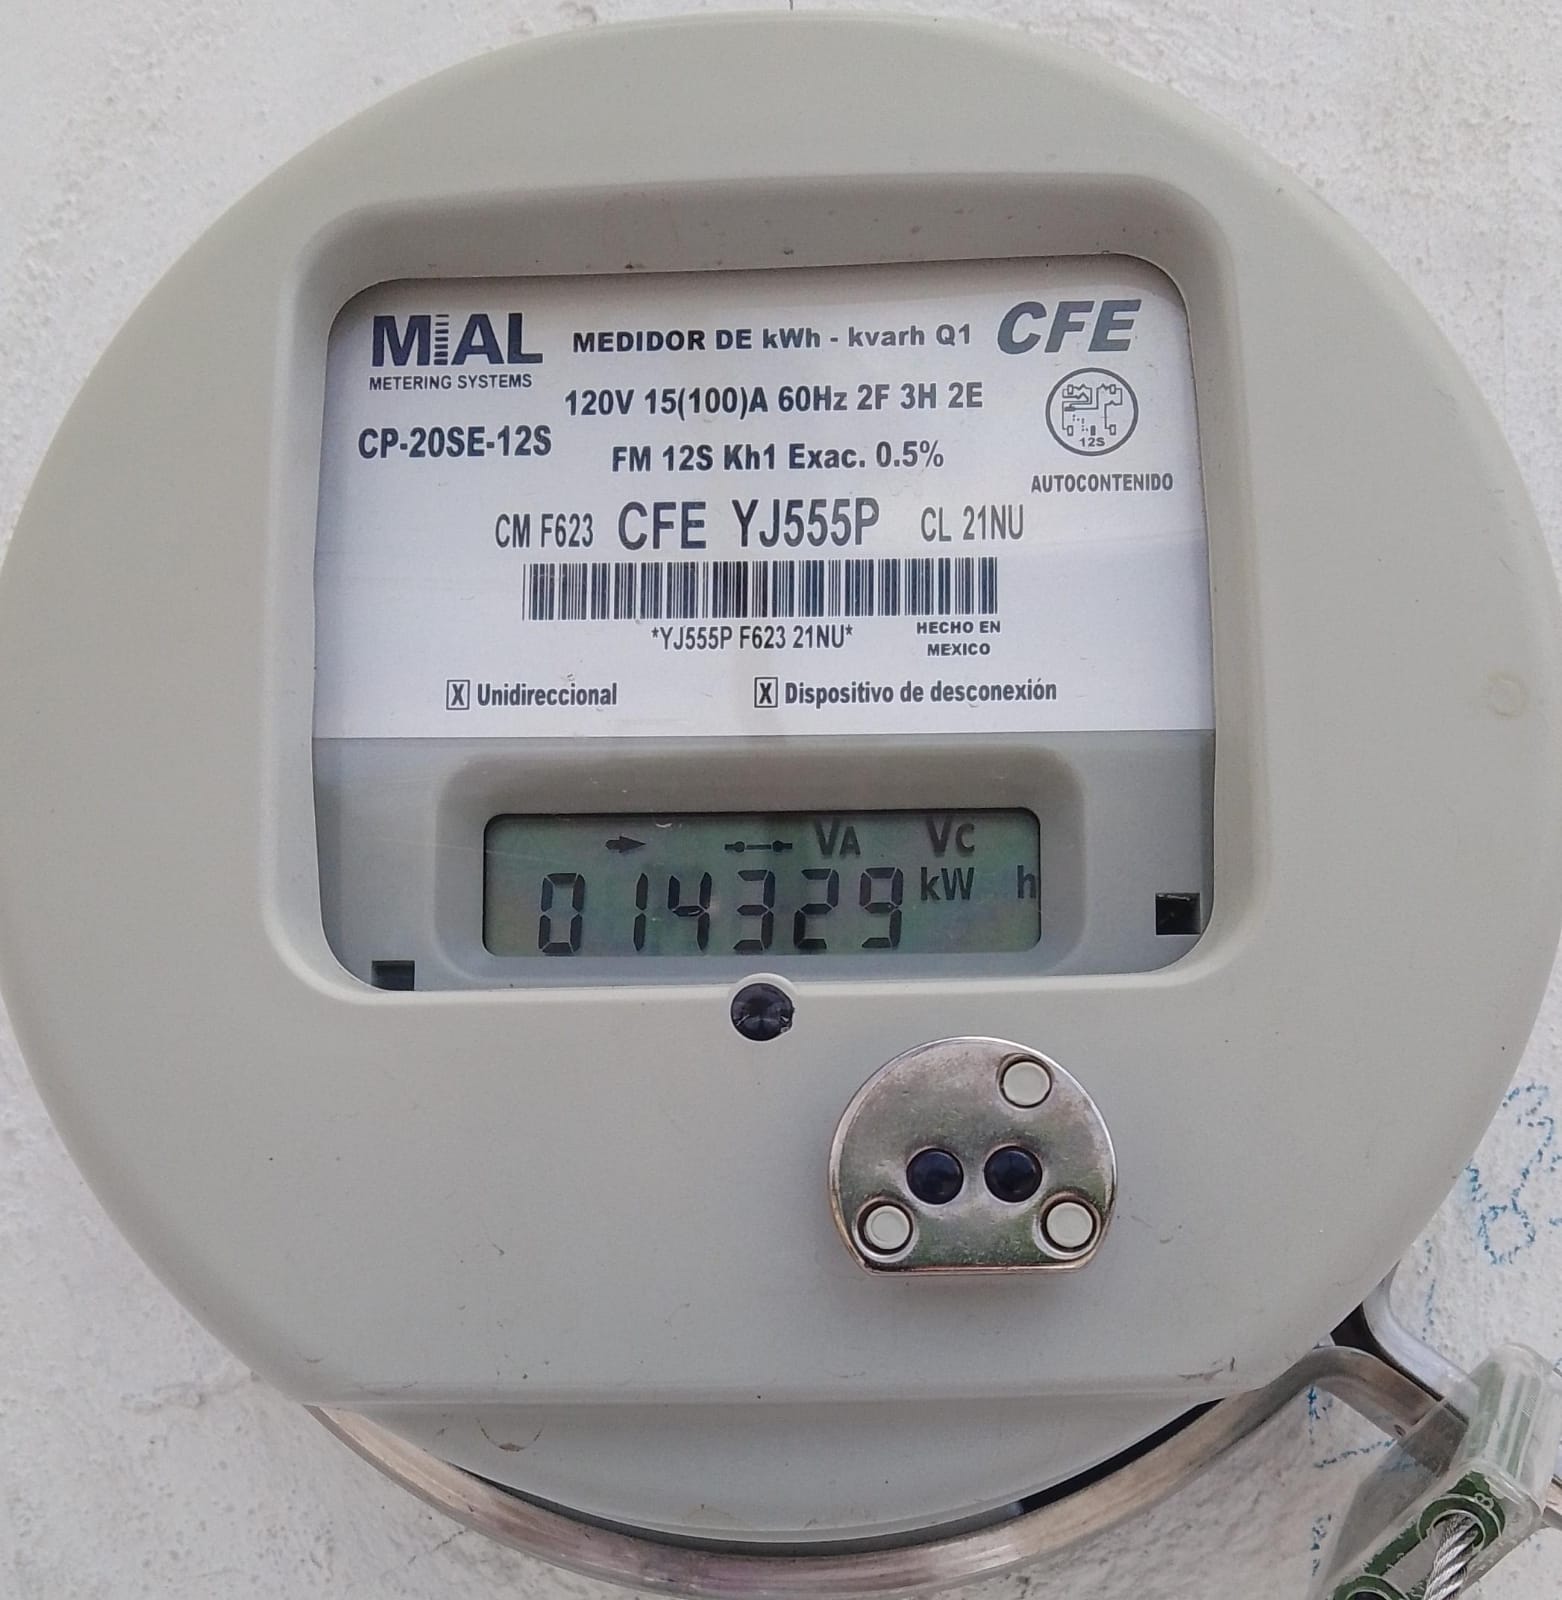 MIAL
METERING SYSTEMS
MEDIDOR DE kWh - kvarh Q1
CFE
120V 15(100)A 60Hz 2F 3H 2E
CP-20SE-12S
FM 12S Kh1 Exac. 0.5%
12S
AUTOCONTENIDO
CM F623 CFE YJ555P CL 21NU
*YJ555P F623 21NU*
HECHO EN
MEXICO
X Unidireccional X Dispositivo de desconexión
VA VC
014329 kW h